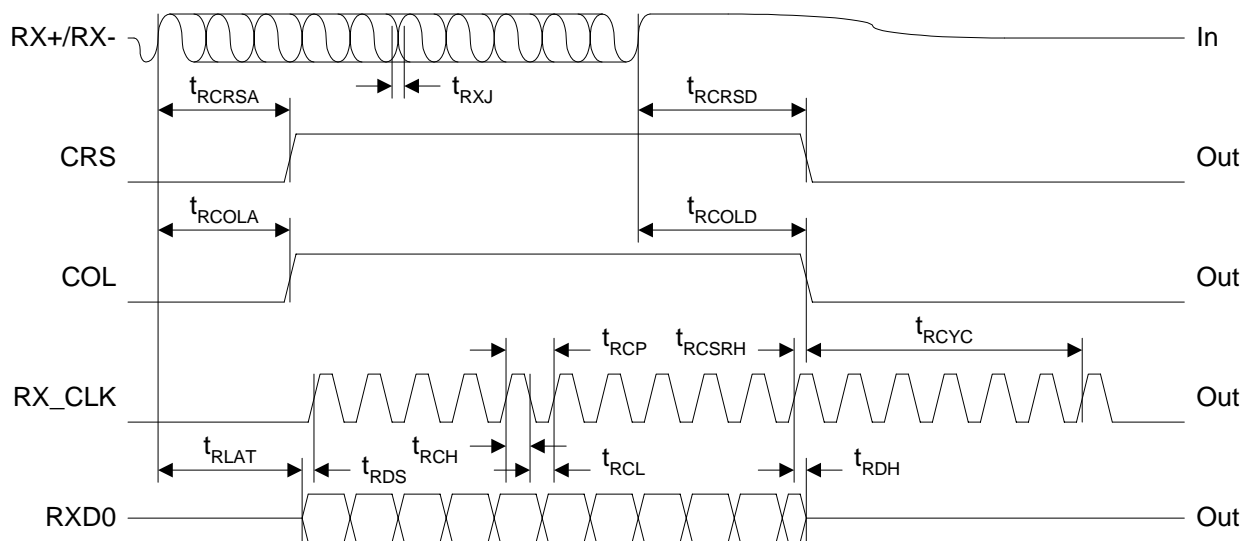 RX+/RX- In
tRCRSA tRXJ tRCRSD
CRS Out
tRCOLA tRCOLD
COL Out
tRCP tRCSRH tRCYC
RX_CLK Out
tRLAT tRDS tRCH tRCL tRDH
RXD0 Out